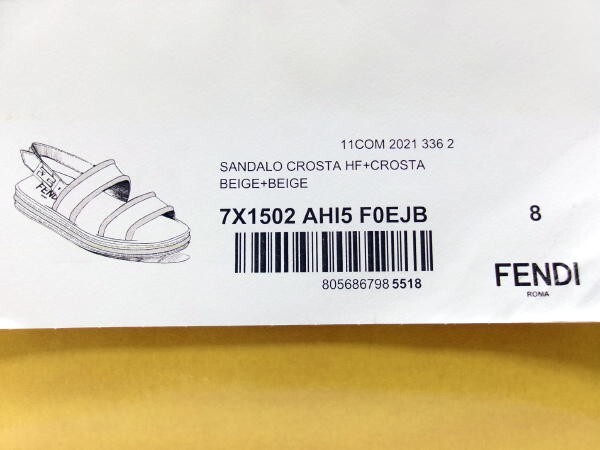 11COM 2021 336 2
SANDALO CROSTA HF+CROSTA
BEIGE+BEIGE
7X1502 AHI5 F0EJB 8
805686798 5518
FENDI
ROMA
FENDI